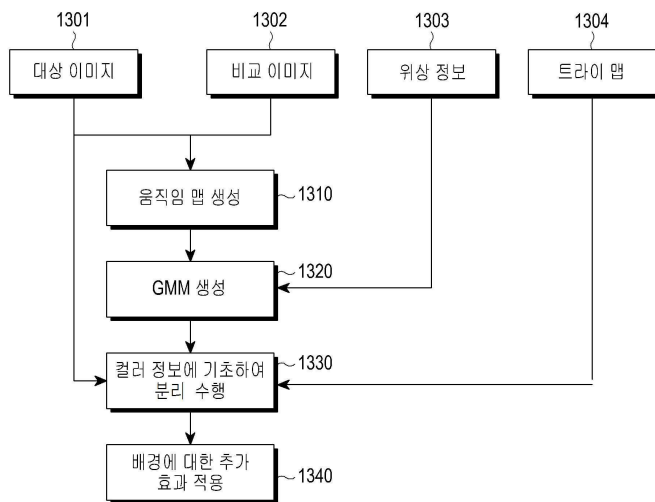 1301
1302
1303
1304
대상 이미지
비교 이미지
위상 정보
트라이 맵
움직임 맵 생성
1310
GMM 생성
1320
컬러 정보에 기초하여
분리 수행
1330
배경에 대한 추가
효과 적용
1340